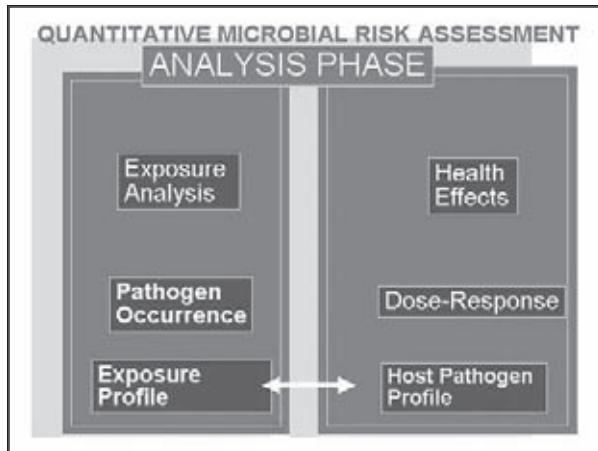 QUANTITATIVE MICROBIAL RISK ASSESSMENT
ANALYSIS PHASE
Exposure
Analysis
Pathogen
Occurrence
Exposure
Profile
Health
Effects
Dose-Response
Host Pathogen
Profile